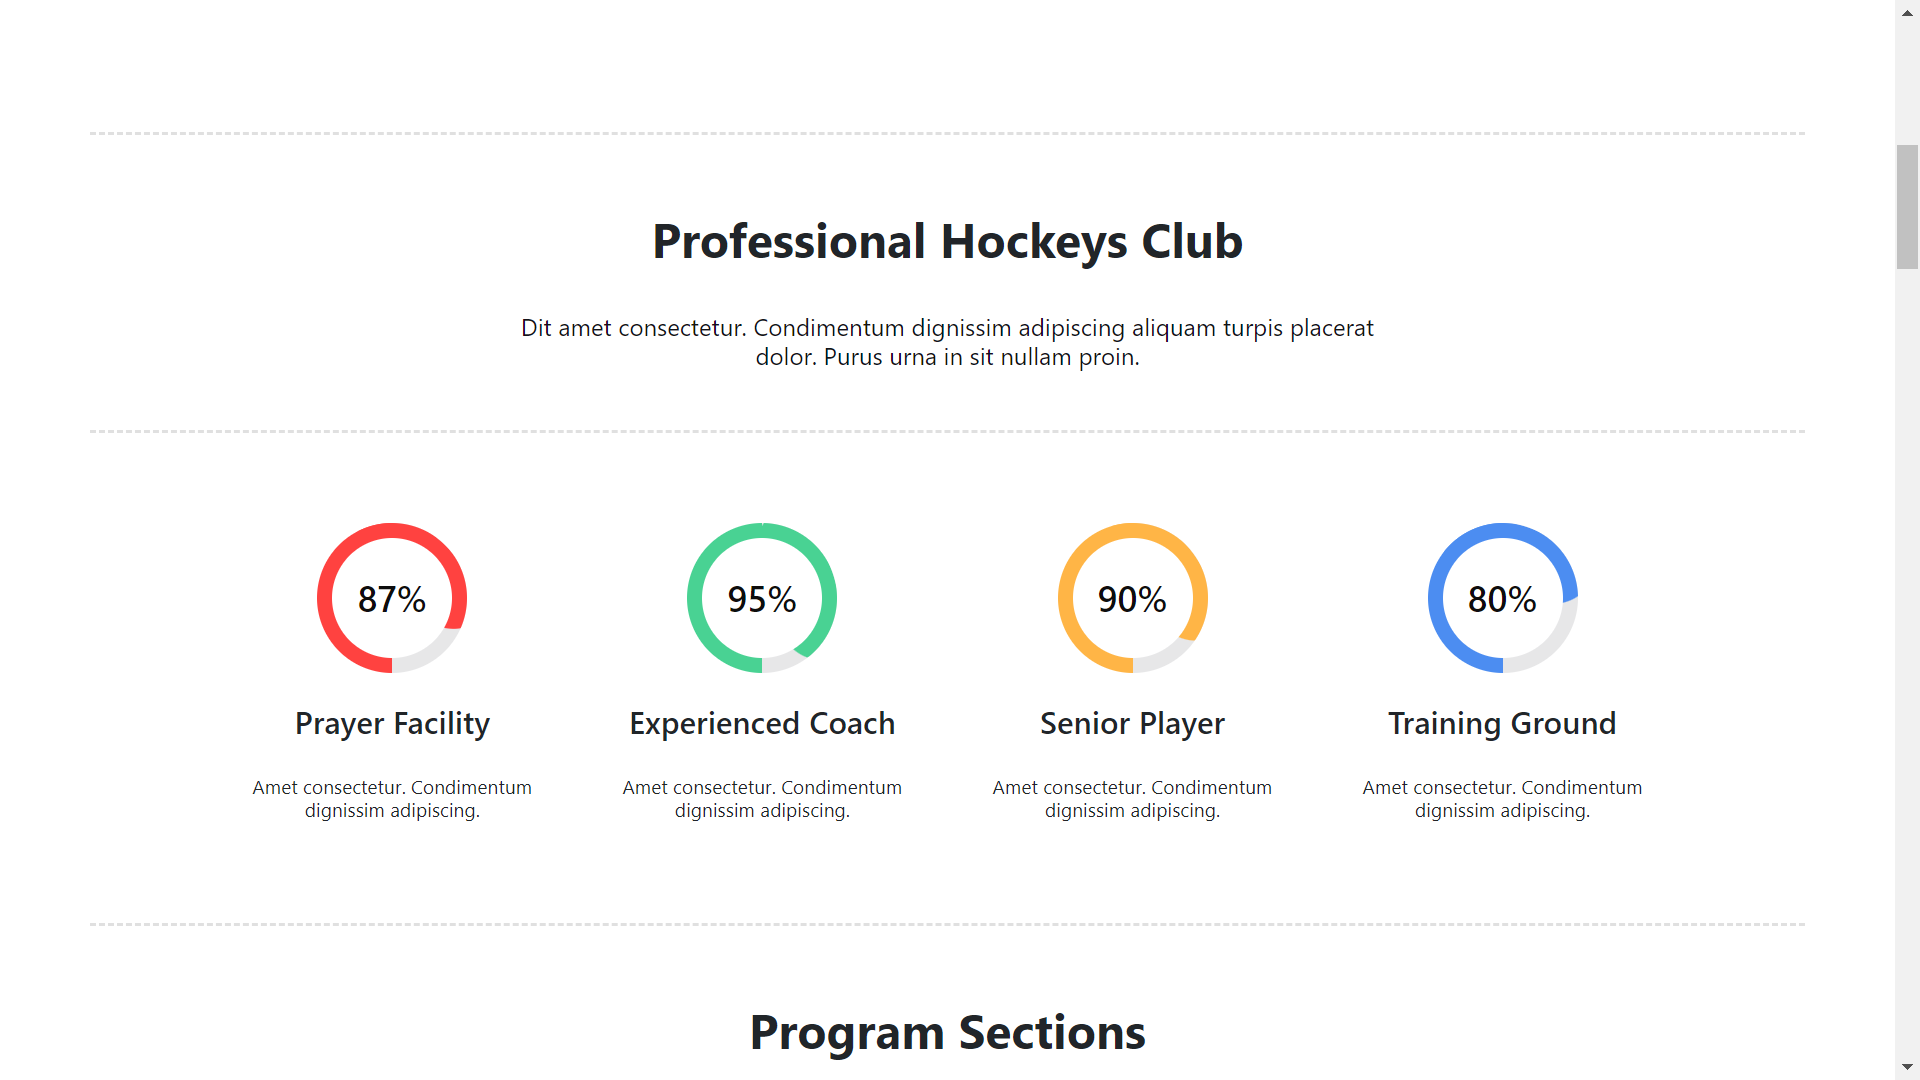 Professional Hockeys Club
Dit amet consectetur. Condimentum dignissim adipiscing aliquam turpis placerat
dolor. Purus urna in sit nullam proin.
87%
95%
90%
80%
Prayer Facility
Experienced Coach
Senior Player
Training Ground
Amet consectetur. Condimentum
dignissim adipiscing.
Amet consectetur. Condimentum
dignissim adipiscing.
Amet consectetur. Condimentum
dignissim adipiscing.
Amet consectetur. Condimentum
dignissim adipiscing.
Program Sections